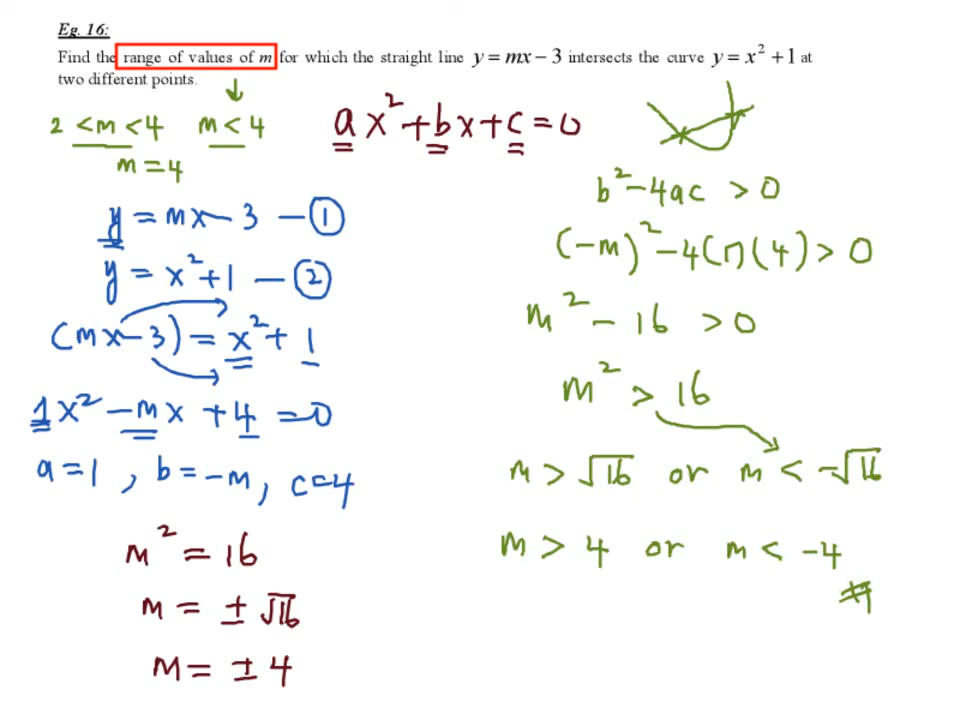 Eg. 16:
Find the range of values of m for which the straight line y = mx − 3 intersects the curve y = x² + 1 at
two different points.
2 < m < 4   m < 4
m = 4
ax² + bx + c = 0
y = mx − 3 − ①
y = x² + 1 − ②
(mx − 3) = x² + 1
1x² − mx + 4 = 0
a = 1 , b = −m, c = 4
m² = 16
m = ± √16
m = ± 4
b² − 4ac > 0
(−m)² − 4(1)(4) > 0
m² − 16 > 0
m² > 16
m > √16 or m < −√16
m > 4 or m < −4
#